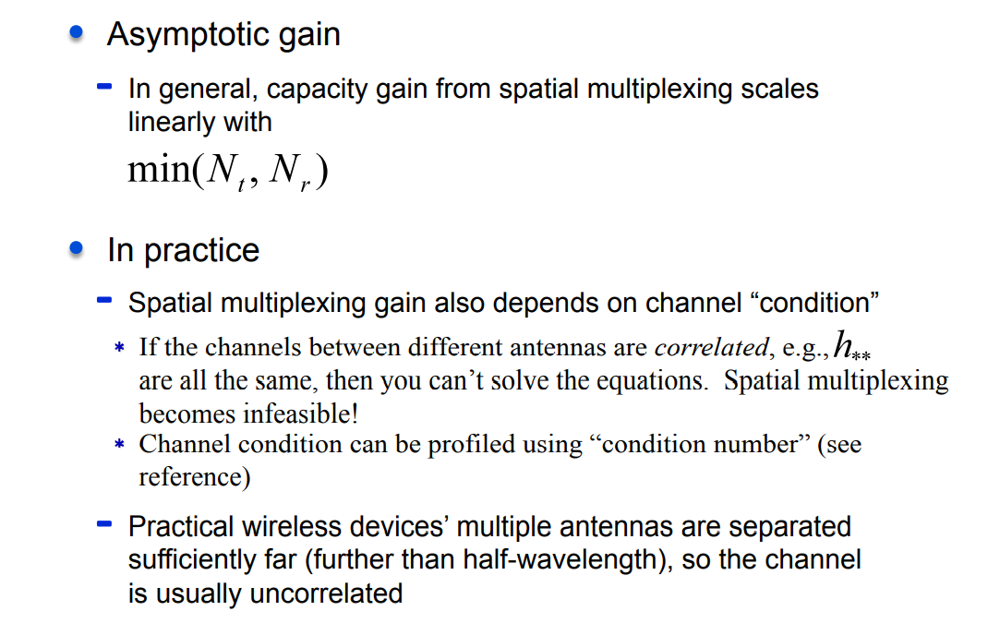 • Asymptotic gain
– In general, capacity gain from spatial multiplexing scales
linearly with
min(N_t, N_r)
• In practice
– Spatial multiplexing gain also depends on channel “condition”
* If the channels between different antennas are correlated, e.g., h_**
are all the same, then you can’t solve the equations. Spatial multiplexing
becomes infeasible!
* Channel condition can be profiled using “condition number” (see
reference)
– Practical wireless devices’ multiple antennas are separated
sufficiently far (further than half-wavelength), so the channel
is usually uncorrelated